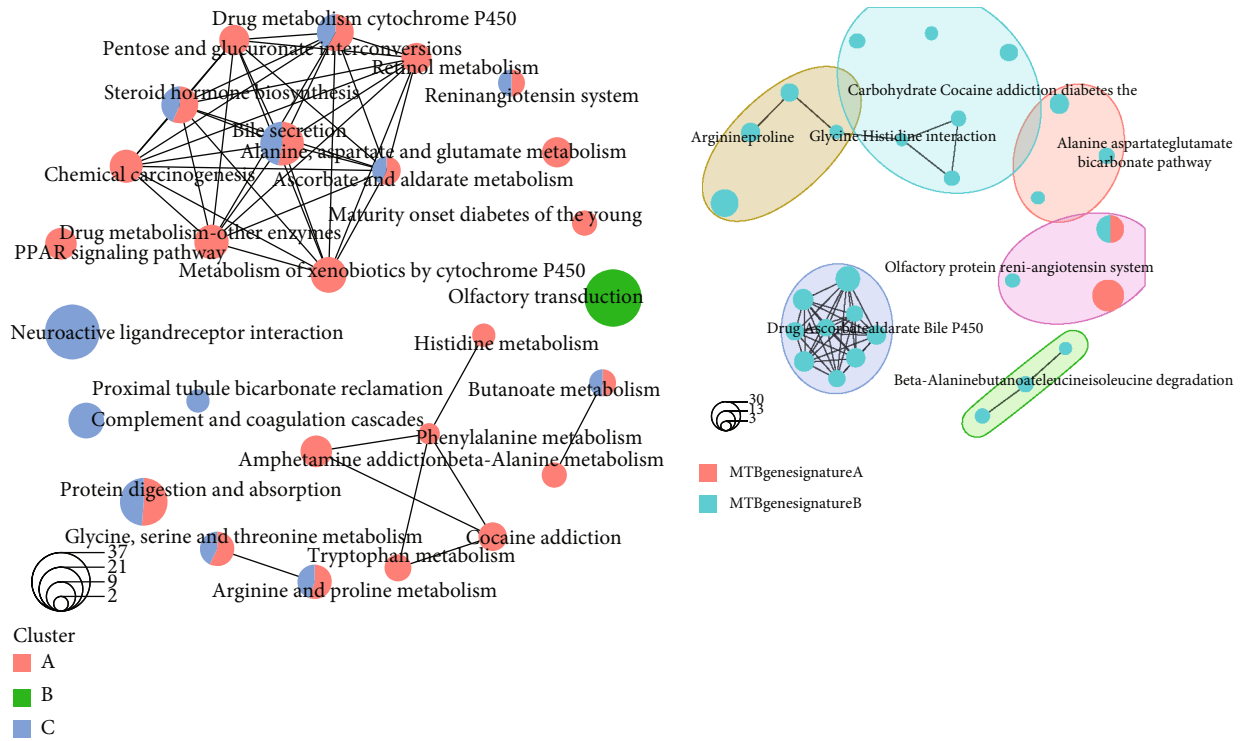 Drug metabolism cytochrome P450
Pentose and glucuronate interconversions
Retinol metabolism
Steroid hormone biosynthesis
Reninangiotensin system
Bile secretion
Alanine, aspartate and glutamate metabolism
Chemical carcinogenesis
Ascorbate and aldarate metabolism
Maturity onset diabetes of the young
Drug metabolism-other enzymes
PPAR signaling pathway
Metabolism of xenobiotics by cytochrome P450
Olfactory transduction
Neuroactive ligandreceptor interaction
Histidine metabolism
Proximal tubule bicarbonate reclamation
Butanoate metabolism
Complement and coagulation cascades
Phenylalanine metabolism
Amphetamine addiction
beta-Alanine metabolism
Protein digestion and absorption
Glycine, serine and threonine metabolism
Cocaine addiction
Tryptophan metabolism
Arginine and proline metabolism
37
21
9
2
Cluster
A
B
C
Carbohydrate Cocaine addiction diabetes the
Arginineproline
Glycine Histidine interaction
Alanine aspartateglutamate
bicarbonate pathway
Olfactory protein reni-angiotensin system
Drug Ascorbatealdarate Bile P450
Beta-Alaninebutanoateleucineisoleucine degradation
30
13
3
MTBgenesignatureA
MTBgenesignatureB